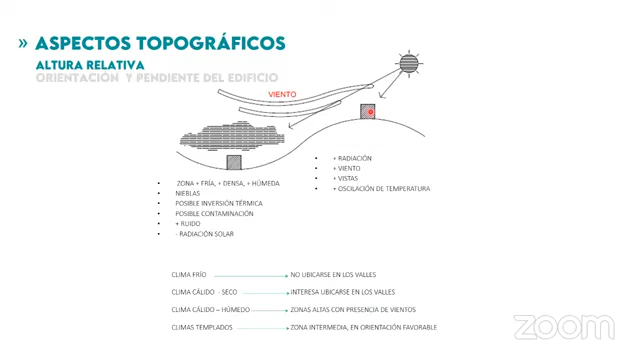 » ASPECTOS TOPOGRÁFICOS
ALTURA RELATIVA
ORIENTACIÓN Y PENDIENTE DEL EDIFICIO
VIENTO
• ZONA + FRÍA, + DENSA, + HÚMEDA
• NIEBLAS
• POSIBLE INVERSIÓN TÉRMICA
• POSIBLE CONTAMINACIÓN
• + RUIDO
• - RADIACIÓN SOLAR
• + RADIACIÓN
• + VIENTO
• + VISTAS
• + OSCILACIÓN DE TEMPERATURA
CLIMA FRÍO NO UBICARSE EN LOS VALLES
CLIMA CÁLIDO - SECO INTERESA UBICARSE EN LOS VALLES
CLIMA CÁLIDO – HÚMEDO ZONAS ALTAS CON PRESENCIA DE VIENTOS
CLIMAS TEMPLADOS ZONA INTERMEDIA, EN ORIENTACIÓN FAVORABLE
zoom